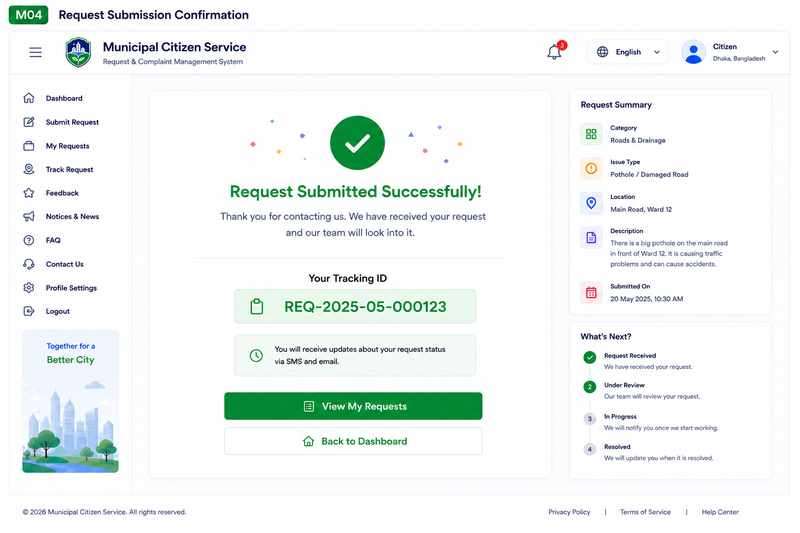 M04 Request Submission Confirmation
Municipal Citizen Service
Request & Complaint Management System
3
English
Citizen
Dhaka, Bangladesh
Dashboard
Submit Request
My Requests
Track Request
Feedback
Notices & News
FAQ
Contact Us
Profile Settings
Logout
Together for a
Better City
Request Submitted Successfully!
Thank you for contacting us. We have received your request
and our team will look into it.
Your Tracking ID
REQ-2025-05-000123
You will receive updates about your request status
via SMS and email.
View My Requests
Back to Dashboard
Request Summary
Category
Roads & Drainage
Issue Type
Pothole / Damaged Road
Location
Main Road, Ward 12
Description
There is a big pothole on the main road
in front of Ward 12. It is causing traffic
problems and can cause accidents.
Submitted On
20 May 2025, 10:30 AM
What's Next?
Request Received
We have received your request.
2
Under Review
Our team will review your request.
3
In Progress
We will notify you once we start working.
4
Resolved
We will update you when it is resolved.
© 2026 Municipal Citizen Service. All rights reserved.
Privacy Policy | Terms of Service | Help Center